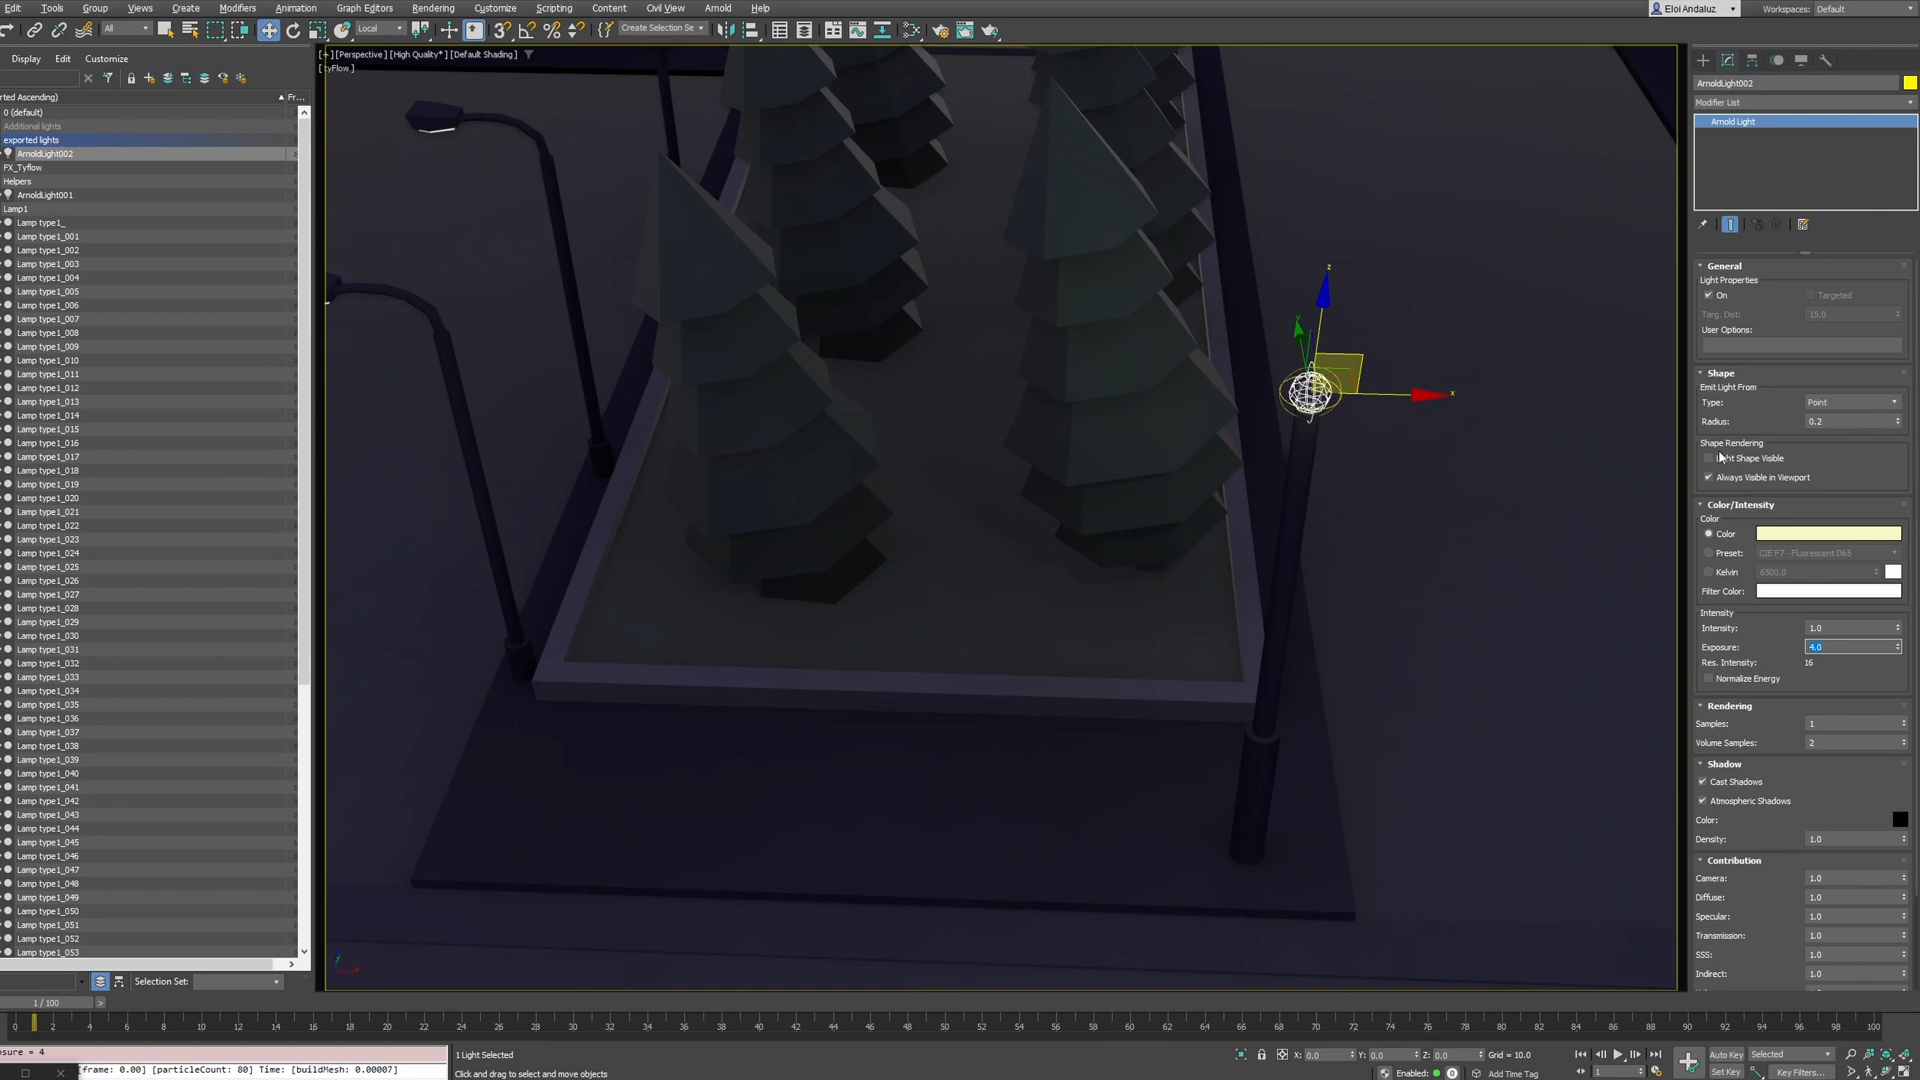 Edit Tools Group Views Create Modifiers Animation Graph Editors Rendering Customize Scripting Content Civil View Arnold Help
Eloi Andaluz Workspaces: Default
All Local Create Selection Se
Display Edit Customize
rted Ascending) Fr...
0 (default)
Additional lights
exported lights
ArnoldLight002
FX_Tyflow
Helpers
ArnoldLight001
Lamp1
Lamp type1_
Lamp type1_001
Lamp type1_002
Lamp type1_003
Lamp type1_004
Lamp type1_005
Lamp type1_006
Lamp type1_007
Lamp type1_008
Lamp type1_009
Lamp type1_010
Lamp type1_011
Lamp type1_012
Lamp type1_013
Lamp type1_014
Lamp type1_015
Lamp type1_016
Lamp type1_017
Lamp type1_018
Lamp type1_019
Lamp type1_020
Lamp type1_021
Lamp type1_022
Lamp type1_023
Lamp type1_024
Lamp type1_025
Lamp type1_026
Lamp type1_027
Lamp type1_028
Lamp type1_029
Lamp type1_030
Lamp type1_031
Lamp type1_032
Lamp type1_033
Lamp type1_034
Lamp type1_035
Lamp type1_036
Lamp type1_037
Lamp type1_038
Lamp type1_039
Lamp type1_040
Lamp type1_041
Lamp type1_042
Lamp type1_043
Lamp type1_044
Lamp type1_045
Lamp type1_046
Lamp type1_047
Lamp type1_048
Lamp type1_049
Lamp type1_050
Lamp type1_051
Lamp type1_052
Lamp type1_053
Selection Set:
[+] [Perspective] [High Quality*] [Default Shading]
[tyFlow]
z
y
x
ArnoldLight002
Modifier List
Arnold Light
General
Light Properties
On Targeted
Targ. Dist: 15.0
User Options:
Shape
Emit Light From
Type: Point
Radius: 0.2
Shape Rendering
Light Shape Visible
Always Visible in Viewport
Color/Intensity
Color
Color
Preset: CIE F7 - Fluorescent D65
Kelvin 6500.0
Filter Color:
Intensity
Intensity: 1.0
Exposure: 4.0
Res. Intensity: 16
Normalize Energy
Rendering
Samples: 1
Volume Samples: 2
Shadow
Cast Shadows
Atmospheric Shadows
Color:
Density: 1.0
Contribution
Camera: 1.0
Diffuse: 1.0
Specular: 1.0
Transmission: 1.0
SSS: 1.0
Indirect: 1.0
1 / 100 >
0 2 4 6 8 10 12 14 16 18 20 22 24 26 28 30 32 34 36 38 40 42 44 46 48 50 52 54 56 58 60 62 64 66 68 70 72 74 76 78 80 82 84 86 88 90 92 94 96 98 100
osure = 4
[frame: 0.00] [particleCount: 80] Time: [buildMesh: 0.00007]
1 Light Selected
Click and drag to select and move objects
X: 0.0 Y: 0.0 Z: 0.0 Grid = 10.0
Enabled: 0 Add Time Tag
1
Auto Key Selected
Set Key Key Filters...